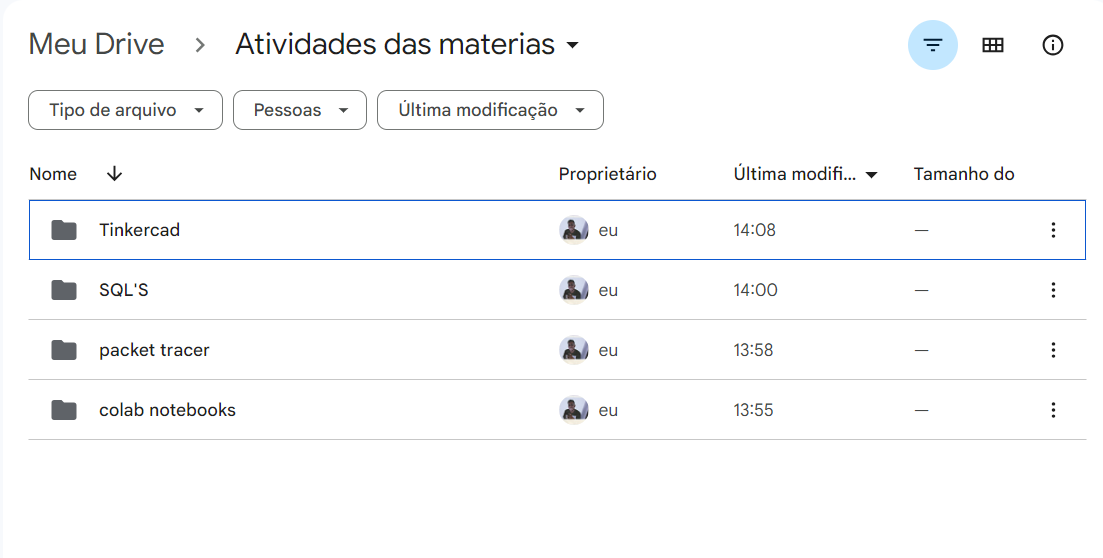 Meu Drive > Atividades das materias
Tipo de arquivo Pessoas Última modificação
Nome Proprietário Última modifi... Tamanho do
Tinkercad eu 14:08 —
SQL'S eu 14:00 —
packet tracer eu 13:58 —
colab notebooks eu 13:55 —